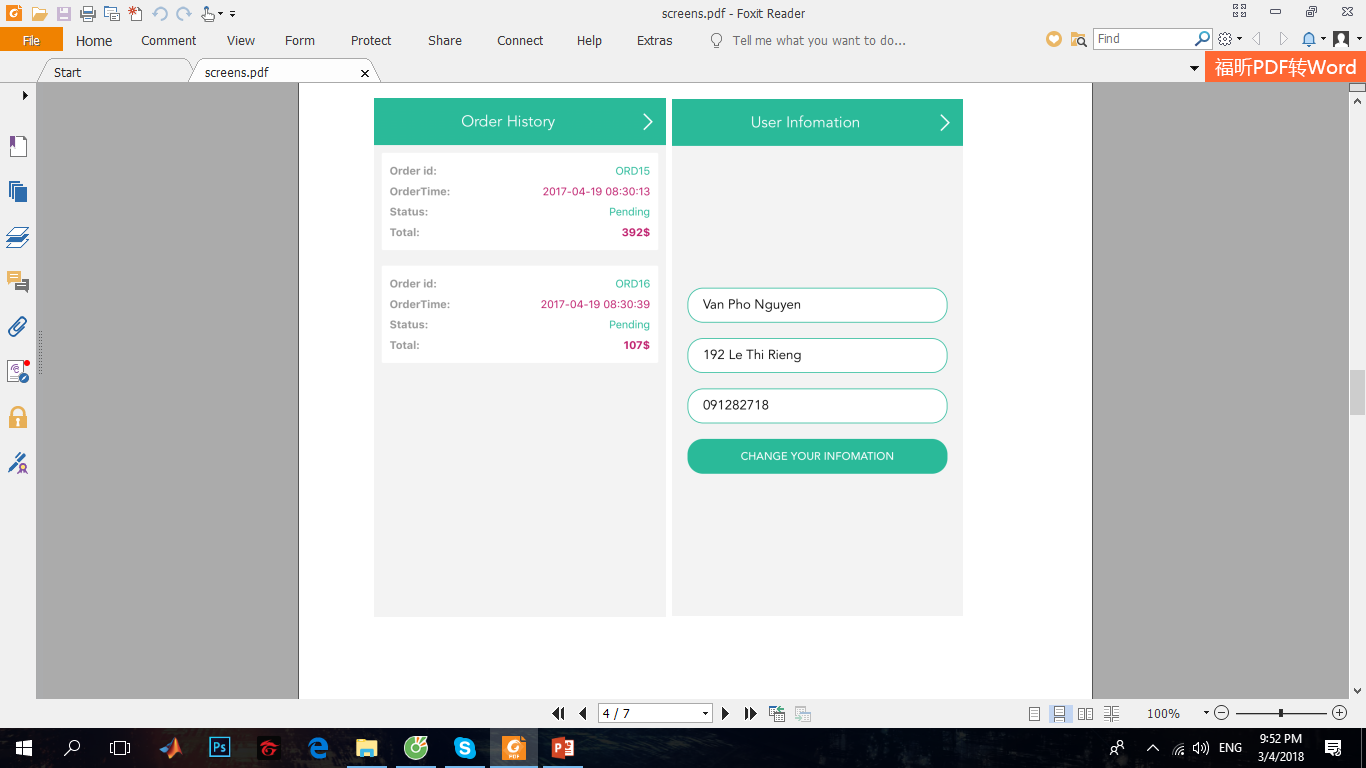 screens.pdf - Foxit Reader
File Home Comment View Form Protect Share Connect Help Extras Tell me what you want to do... Find
Start screens.pdf 福昕PDF转Word
Order History
Order id: ORD15
OrderTime: 2017-04-19 08:30:13
Status: Pending
Total: 392$
Order id: ORD16
OrderTime: 2017-04-19 08:30:39
Status: Pending
Total: 107$
User Infomation
Van Pho Nguyen
192 Le Thi Rieng
091282718
CHANGE YOUR INFOMATION
4 / 7 100%
Ps ENG 9:52 PM
3/4/2018